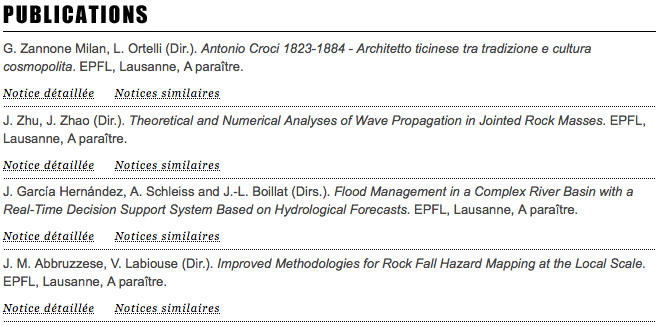 PUBLICATIONS
G. Zannone Milan, L. Ortelli (Dir.). Antonio Croci 1823-1884 - Architetto ticinese tra tradizione e cultura
cosmopolita. EPFL, Lausanne, A paraître.
Notice détaillée Notices similaires
J. Zhu, J. Zhao (Dir.). Theoretical and Numerical Analyses of Wave Propagation in Jointed Rock Masses. EPFL,
Lausanne, A paraître.
Notice détaillée Notices similaires
J. García Hernández, A. Schleiss and J.-L. Boillat (Dirs.). Flood Management in a Complex River Basin with a
Real-Time Decision Support System Based on Hydrological Forecasts. EPFL, Lausanne, A paraître.
Notice détaillée Notices similaires
J. M. Abbruzzese, V. Labiouse (Dir.). Improved Methodologies for Rock Fall Hazard Mapping at the Local Scale.
EPFL, Lausanne, A paraître.
Notice détaillée Notices similaires